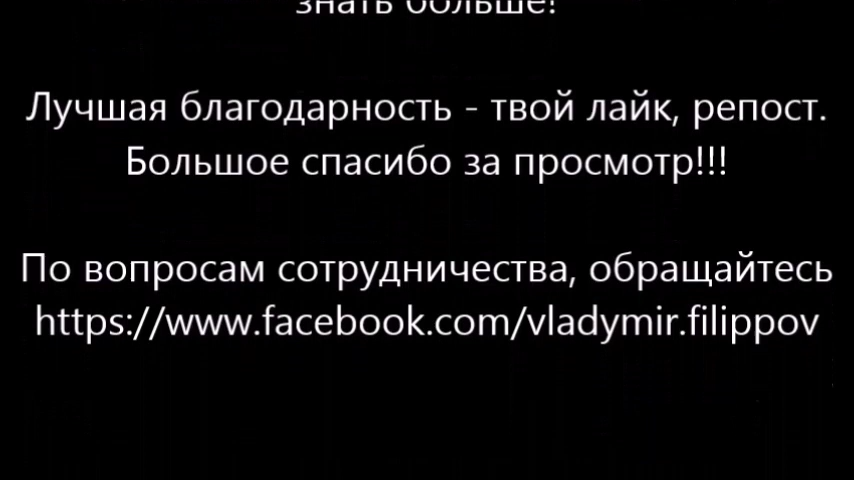 знать больше!
Лучшая благодарность - твой лайк, репост.
Большое спасибо за просмотр!!!
По вопросам сотрудничества, обращайтесь
https://www.facebook.com/vladymir.filippov